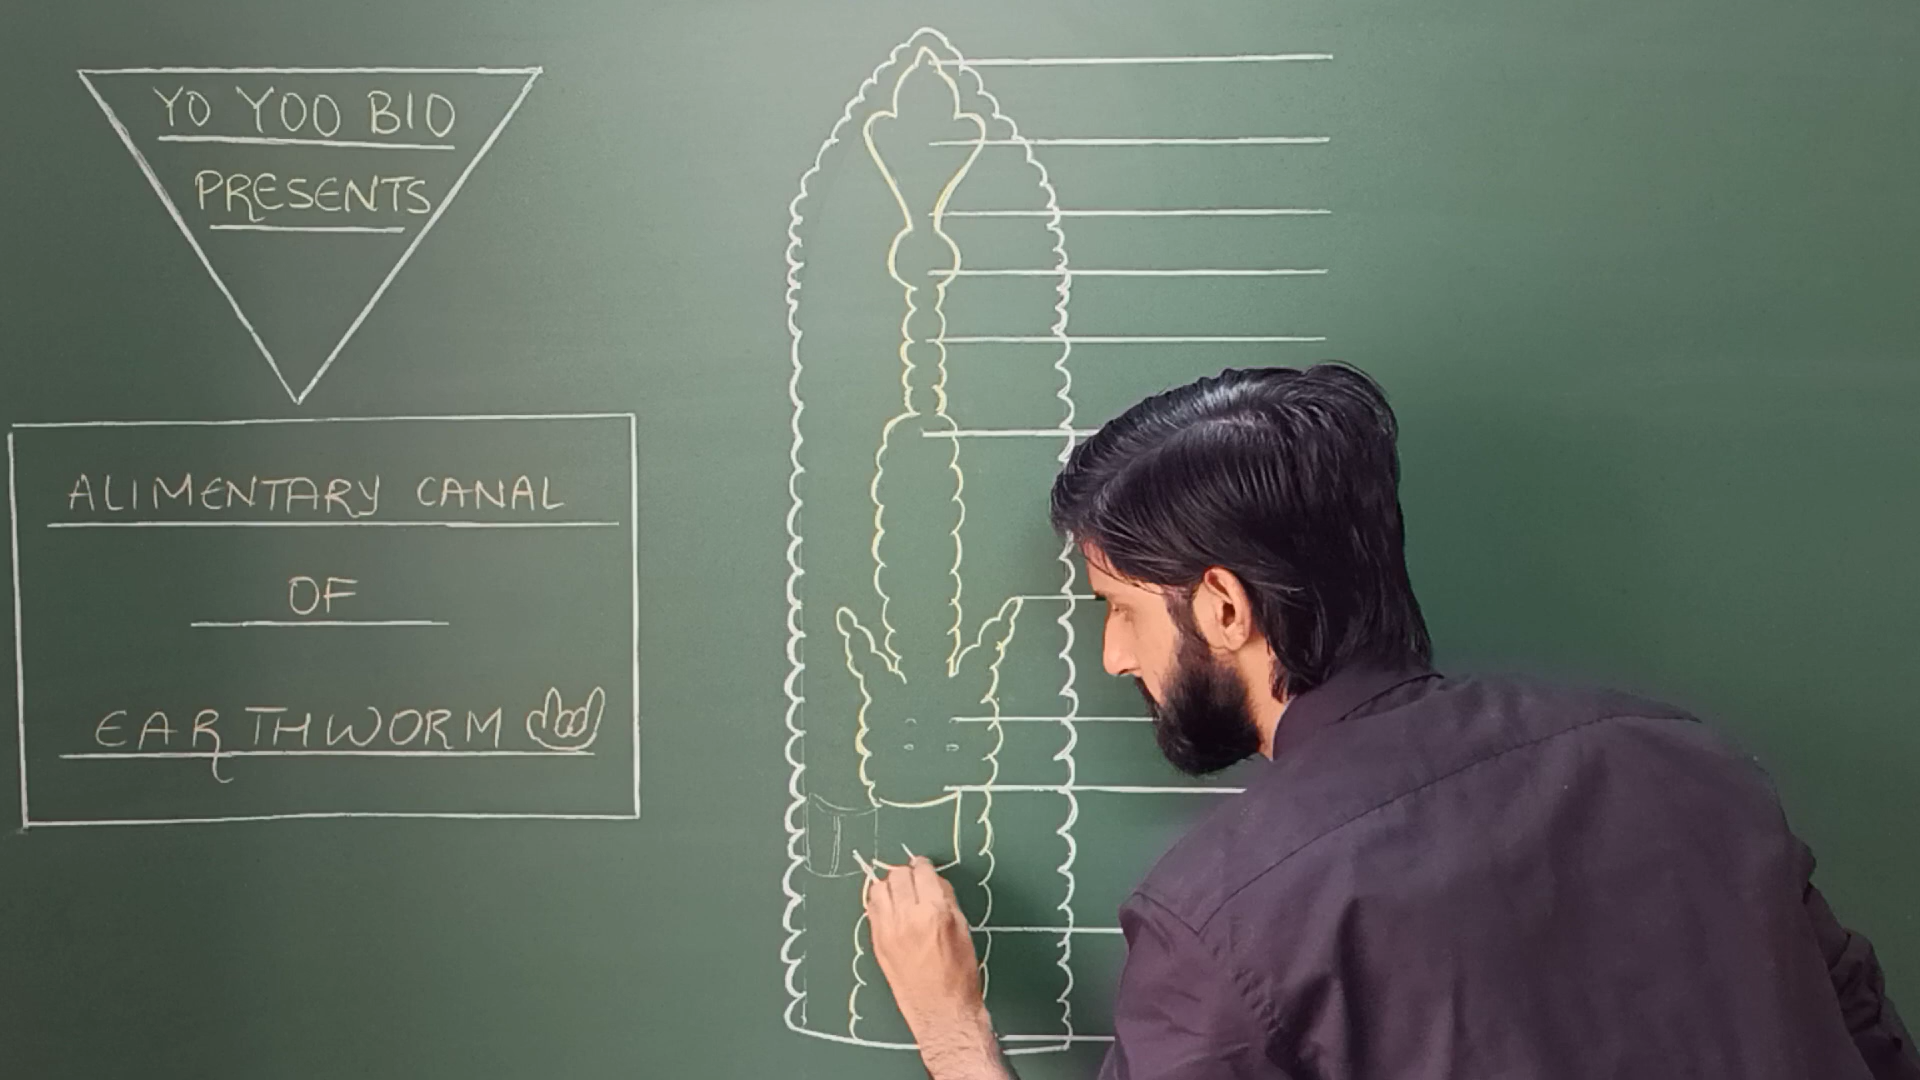 YO YOO BIO
PRESENTS
ALIMENTARY CANAL
OF
EARTHWORM